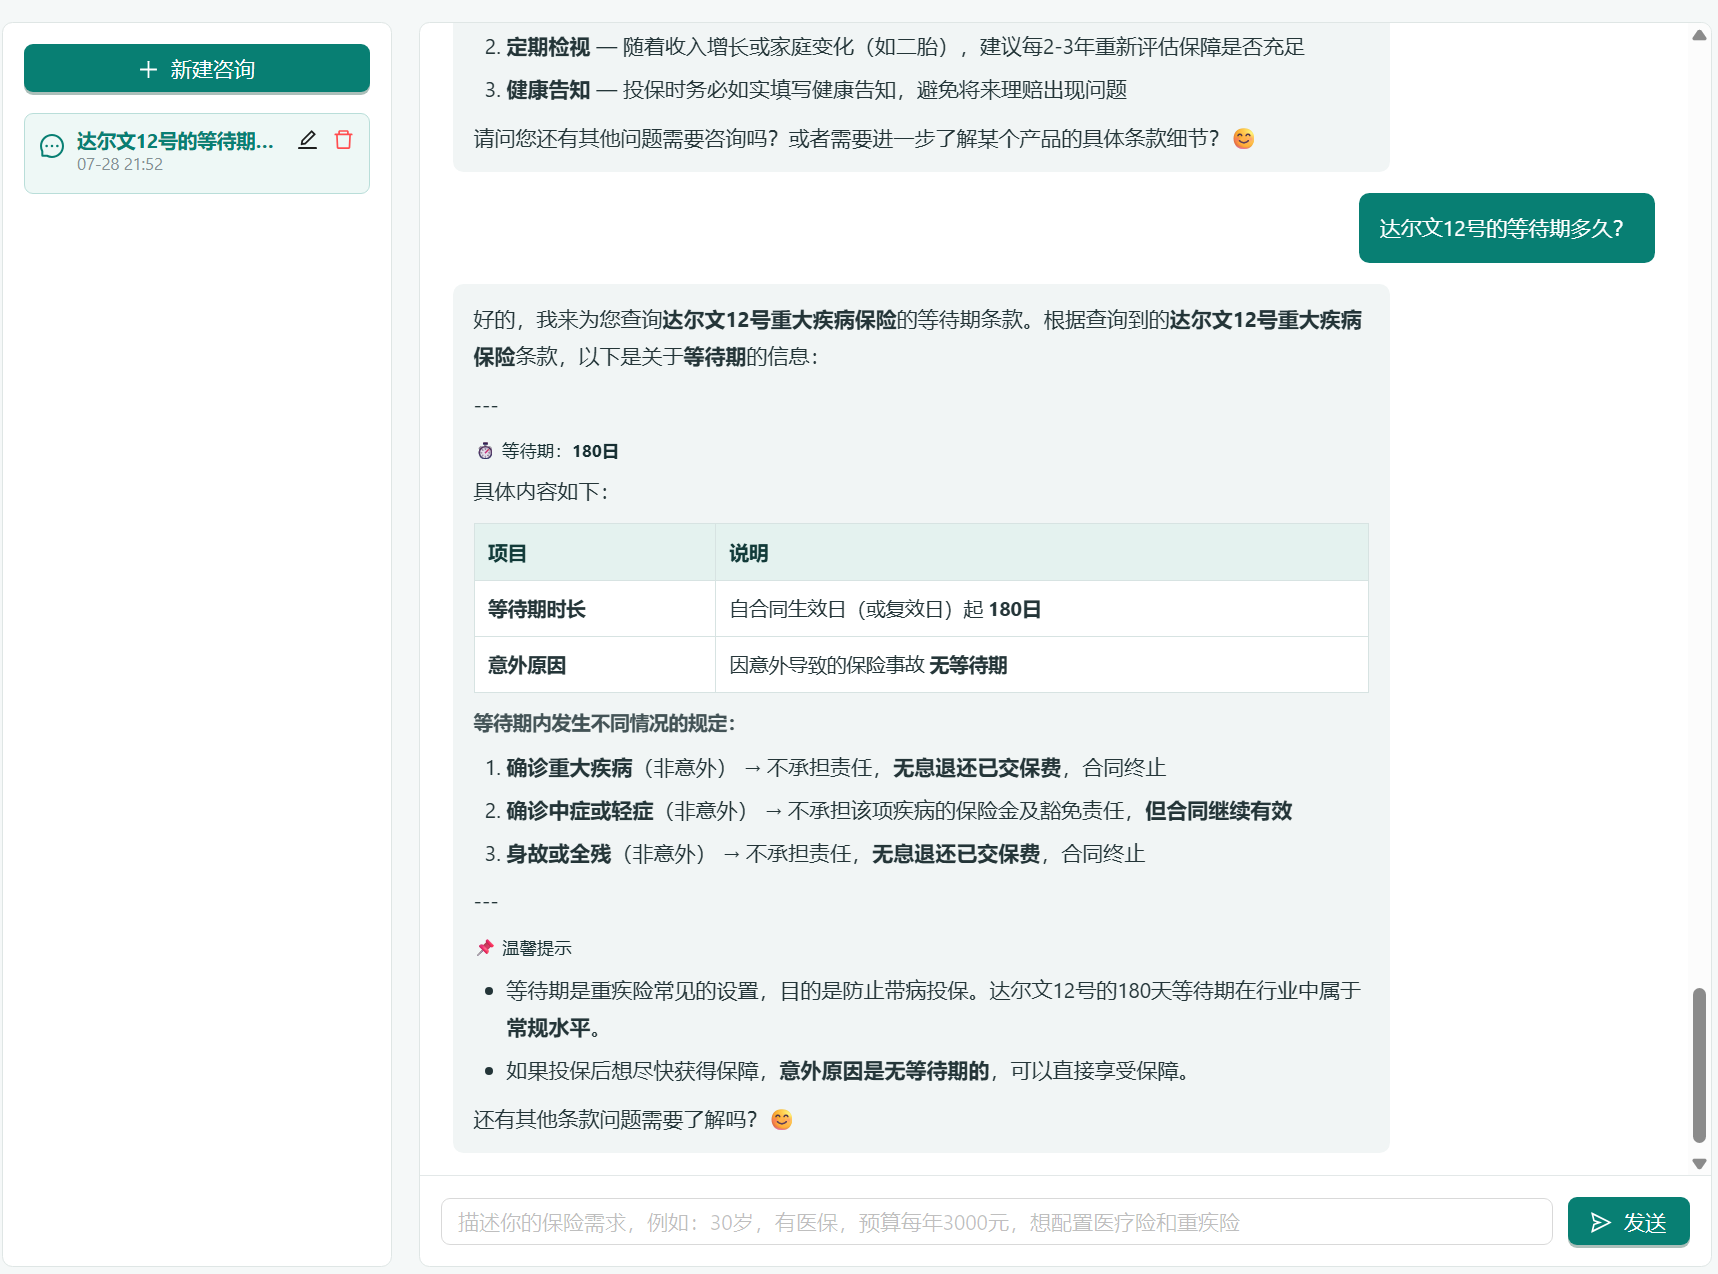 新建咨询
达尔文12号的等待期...
07-28 21:52
2. 定期检视 — 随着收入增长或家庭变化（如二胎），建议每2-3年重新评估保障是否充足
3. 健康告知 — 投保时务必如实填写健康告知，避免将来理赔出现问题
请问您还有其他问题需要咨询吗？或者需要进一步了解某个产品的具体条款细节？😊
达尔文12号的等待期多久？
好的，我来为您查询达尔文12号重大疾病保险的等待期条款。根据查询到的达尔文12号重大疾病
保险条款，以下是关于等待期的信息：
---
⏱ 等待期：180日
具体内容如下：
项目 说明
等待期时长 自合同生效日（或复效日）起 180日
意外原因 因意外导致的保险事故 无等待期
等待期内发生不同情况的规定：
1. 确诊重大疾病（非意外） → 不承担责任，无息退还已交保费，合同终止
2. 确诊中症或轻症（非意外） → 不承担该项疾病的保险金及豁免责任，但合同继续有效
3. 身故或全残（非意外） → 不承担责任，无息退还已交保费，合同终止
---
📌 温馨提示
• 等待期是重疾险常见的设置，目的是防止带病投保。达尔文12号的180天等待期在行业中属于
常规水平。
• 如果投保后想尽快获得保障，意外原因是无等待期的，可以直接享受保障。
还有其他条款问题需要了解吗？😊
描述你的保险需求，例如：30岁，有医保，预算每年3000元，想配置医疗险和重疾险
发送